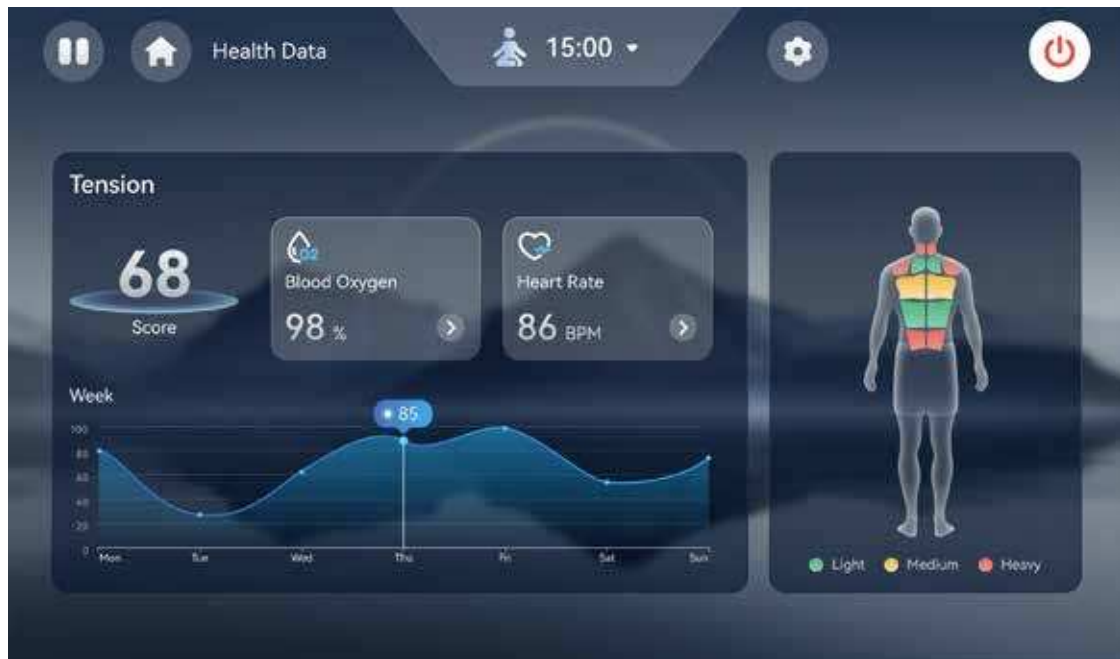 Health Data
15:00
Tension
68
Score
O2
Blood Oxygen
98 %
Heart Rate
86 BPM
Week
85
100
80
60
40
20
0
Mon Tue Wed Thu Fri Sat Sun
Light Medium Heavy